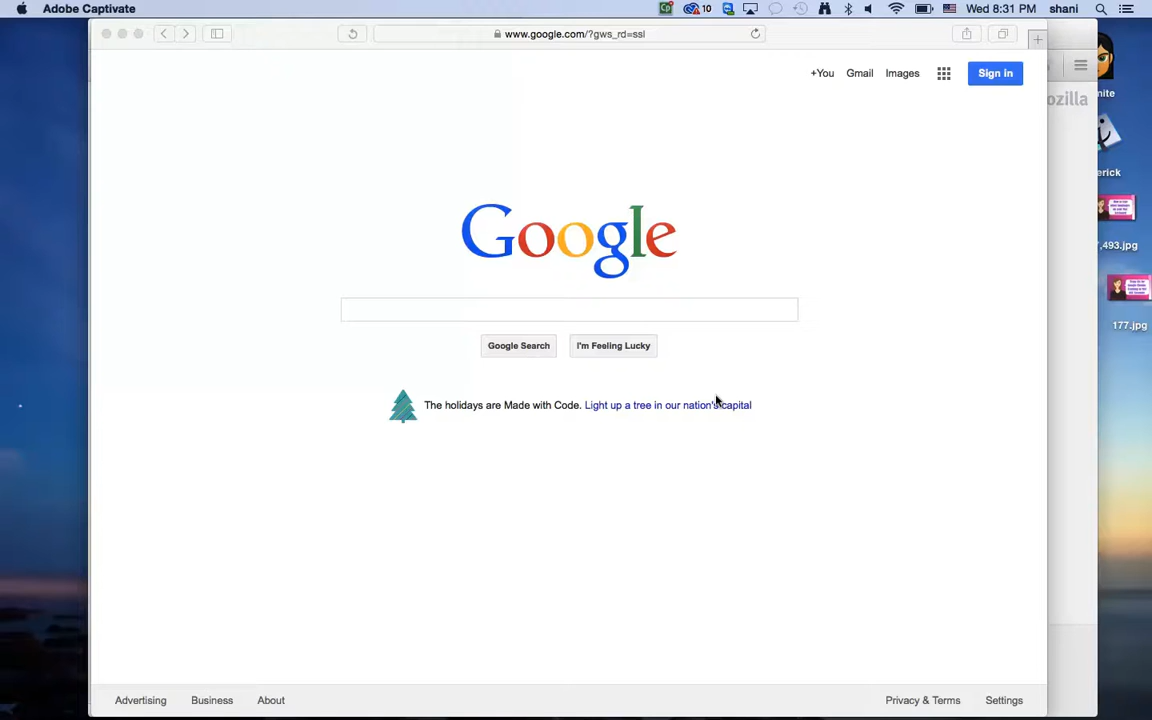 Adobe Captivate
10
Wed 8:31 PM
shani
www.google.com/?gws_rd=ssl
+You
Gmail
Images
Sign in
ozilla
mite
erick
,493.jpg
177.jpg
Google
Google Search
I'm Feeling Lucky
The holidays are Made with Code. Light up a tree in our nation's capital
Advertising
Business
About
Privacy & Terms
Settings